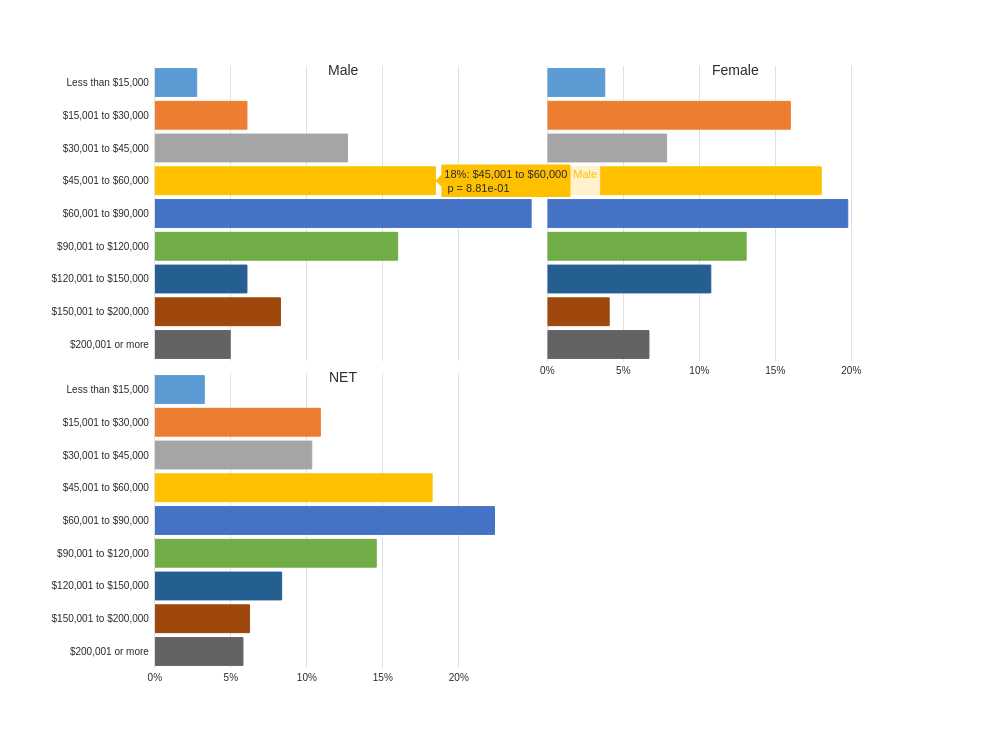 Male
Less than $15,000
$15,001 to $30,000
$30,001 to $45,000
$45,001 to $60,000
$60,001 to $90,000
$90,001 to $120,000
$120,001 to $150,000
$150,001 to $200,000
$200,001 or more
18%: $45,001 to $60,000 Male
p = 8.81e-01
Female
0% 5% 10% 15% 20%
NET
Less than $15,000
$15,001 to $30,000
$30,001 to $45,000
$45,001 to $60,000
$60,001 to $90,000
$90,001 to $120,000
$120,001 to $150,000
$150,001 to $200,000
$200,001 or more
0% 5% 10% 15% 20%